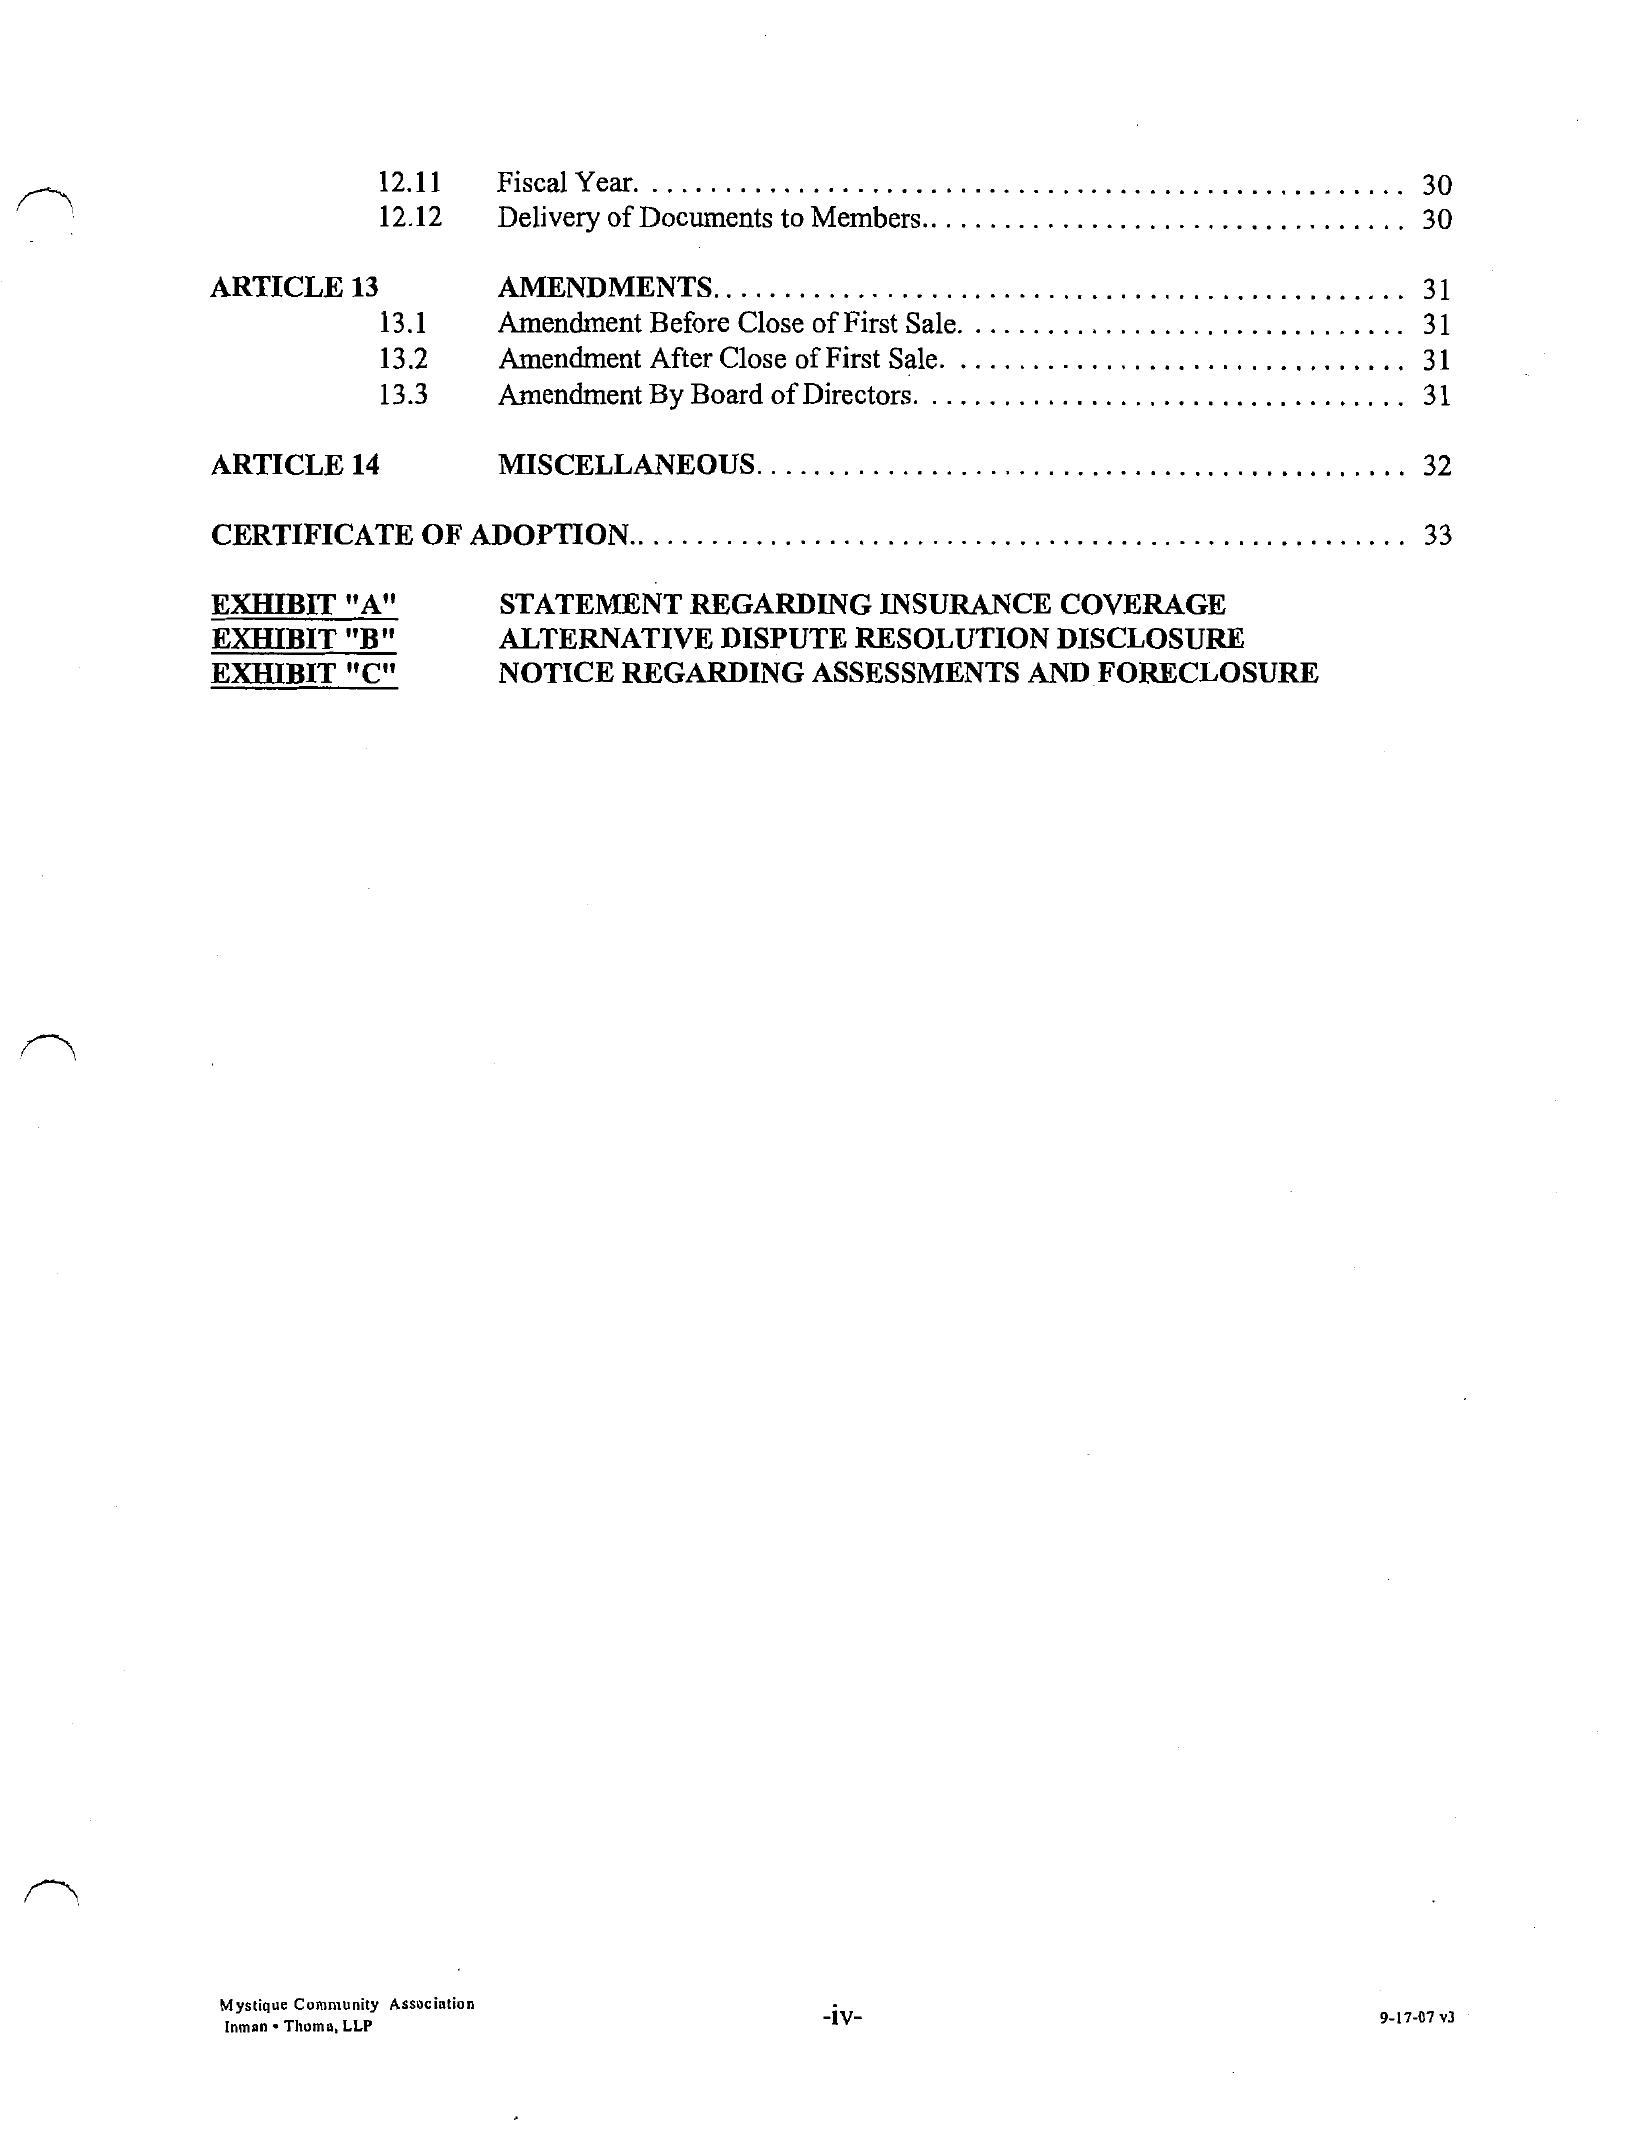 12.11 Fiscal Year. . . . . . . . . . . . . . . . . . . . . . . . . . . . . . . . . . . . . . . . . . . . . . . . . . . . . 30
12.12 Delivery of Documents to Members.. . . . . . . . . . . . . . . . . . . . . . . . . . . . . . . . . 30
ARTICLE 13 AMENDMENTS. . . . . . . . . . . . . . . . . . . . . . . . . . . . . . . . . . . . . . . . . . . . . . . . 31
13.1 Amendment Before Close of First Sale. . . . . . . . . . . . . . . . . . . . . . . . . . . . . . . 31
13.2 Amendment After Close of First Sale. . . . . . . . . . . . . . . . . . . . . . . . . . . . . . . . 31
13.3 Amendment By Board of Directors. . . . . . . . . . . . . . . . . . . . . . . . . . . . . . . . . . 31
ARTICLE 14 MISCELLANEOUS. . . . . . . . . . . . . . . . . . . . . . . . . . . . . . . . . . . . . . . . . . . . . 32
CERTIFICATE OF ADOPTION.. . . . . . . . . . . . . . . . . . . . . . . . . . . . . . . . . . . . . . . . . . . . . . . . . . . . . 33
EXHIBIT "A" STATEMENT REGARDING INSURANCE COVERAGE
EXHIBIT "B" ALTERNATIVE DISPUTE RESOLUTION DISCLOSURE
EXHIBIT "C" NOTICE REGARDING ASSESSMENTS AND FORECLOSURE
Mystique Community Association
Inman • Thoma, LLP
-iv-
9-17-07 v3